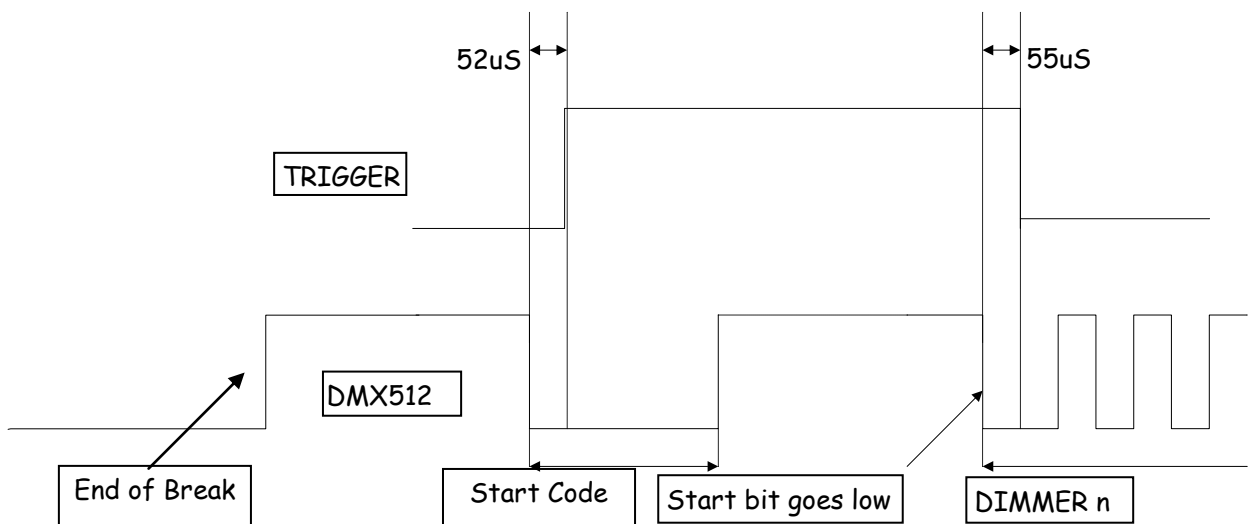 52uS
55uS
TRIGGER
DMX512
End of Break
Start Code
Start bit goes low
DIMMER n